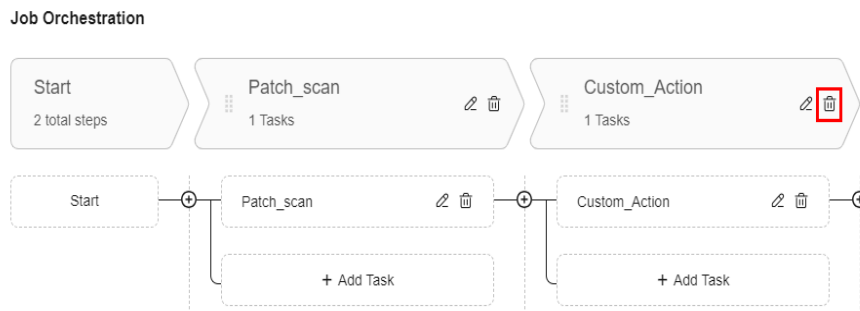 Job Orchestration
Start
2 total steps
Patch_scan
1 Tasks
Custom_Action
1 Tasks
Start
Patch_scan
Custom_Action
+ Add Task
+ Add Task